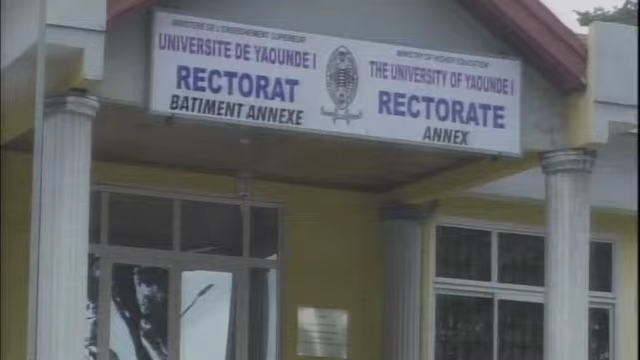 MINISTERE DE L'ENSEIGNEMENT SUPERIEUR
UNIVERSITE DE YAOUNDE I
RECTORAT
BATIMENT ANNEXE
MINISTRY OF HIGHER EDUCATION
THE UNIVERSITY OF YAOUNDE I
RECTORATE
ANNEX